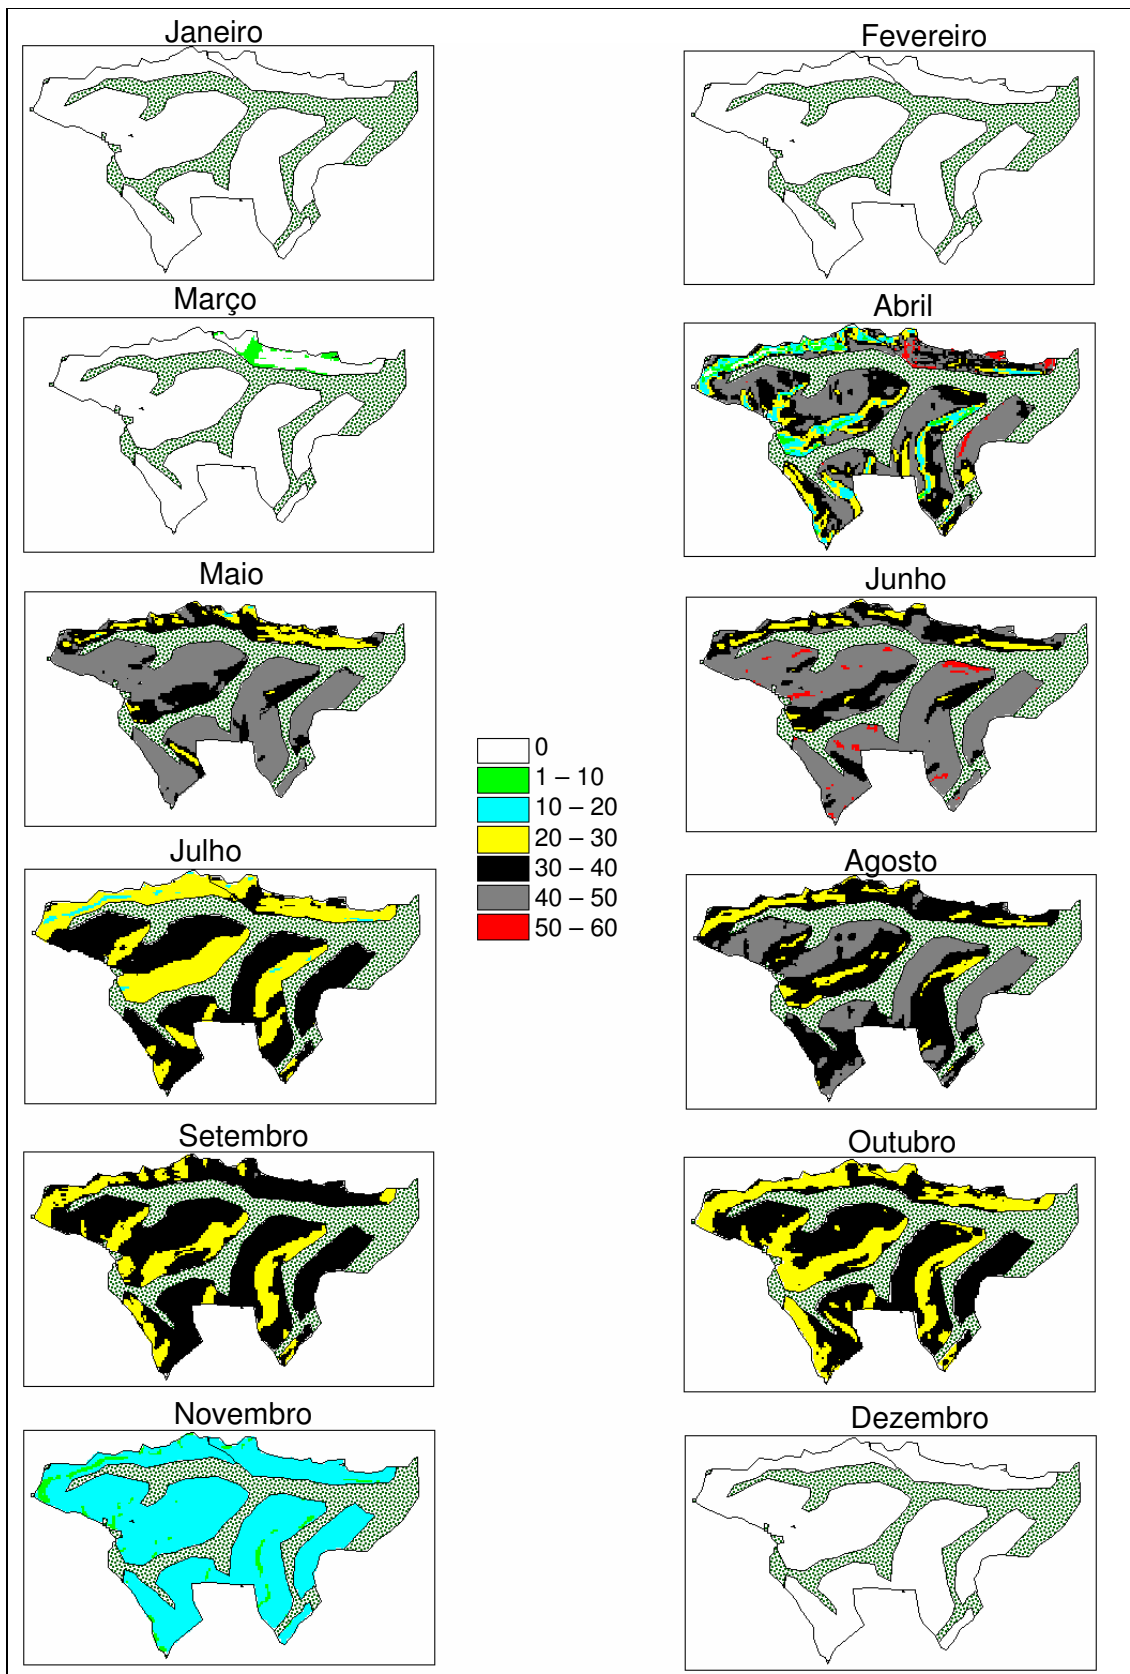 Janeiro
Fevereiro
Março
Abril
Maio
Junho
0
1 – 10
10 – 20
20 – 30
30 – 40
40 – 50
50 – 60
Julho
Agosto
Setembro
Outubro
Novembro
Dezembro